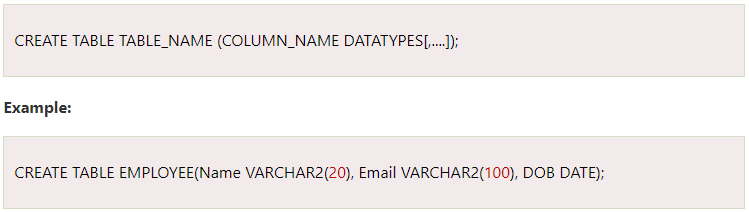 CREATE TABLE TABLE_NAME (COLUMN_NAME DATATYPES[,....]);
Example:
CREATE TABLE EMPLOYEE(Name VARCHAR2(20), Email VARCHAR2(100), DOB DATE);